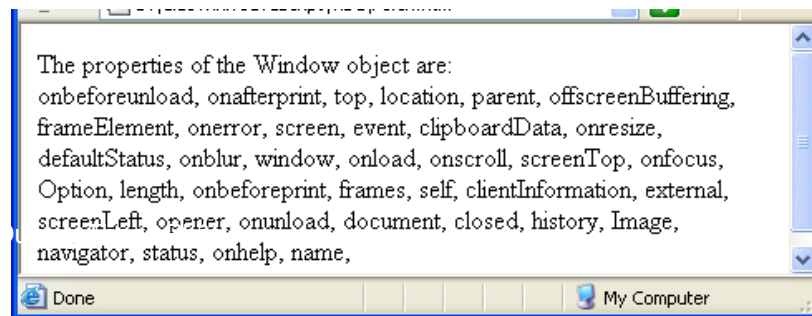 The properties of the Window object are:
onbeforeunload, onafterprint, top, location, parent, offscreenBuffering,
frameElement, onerror, screen, event, clipboardData, onresize,
defaultStatus, onblur, window, onload, onscroll, screenTop, onfocus,
Option, length, onbeforeprint, frames, self, clientInformation, external,
screenLeft, opener, onunload, document, closed, history, Image,
navigator, status, onhelp, name,
Done
My Computer